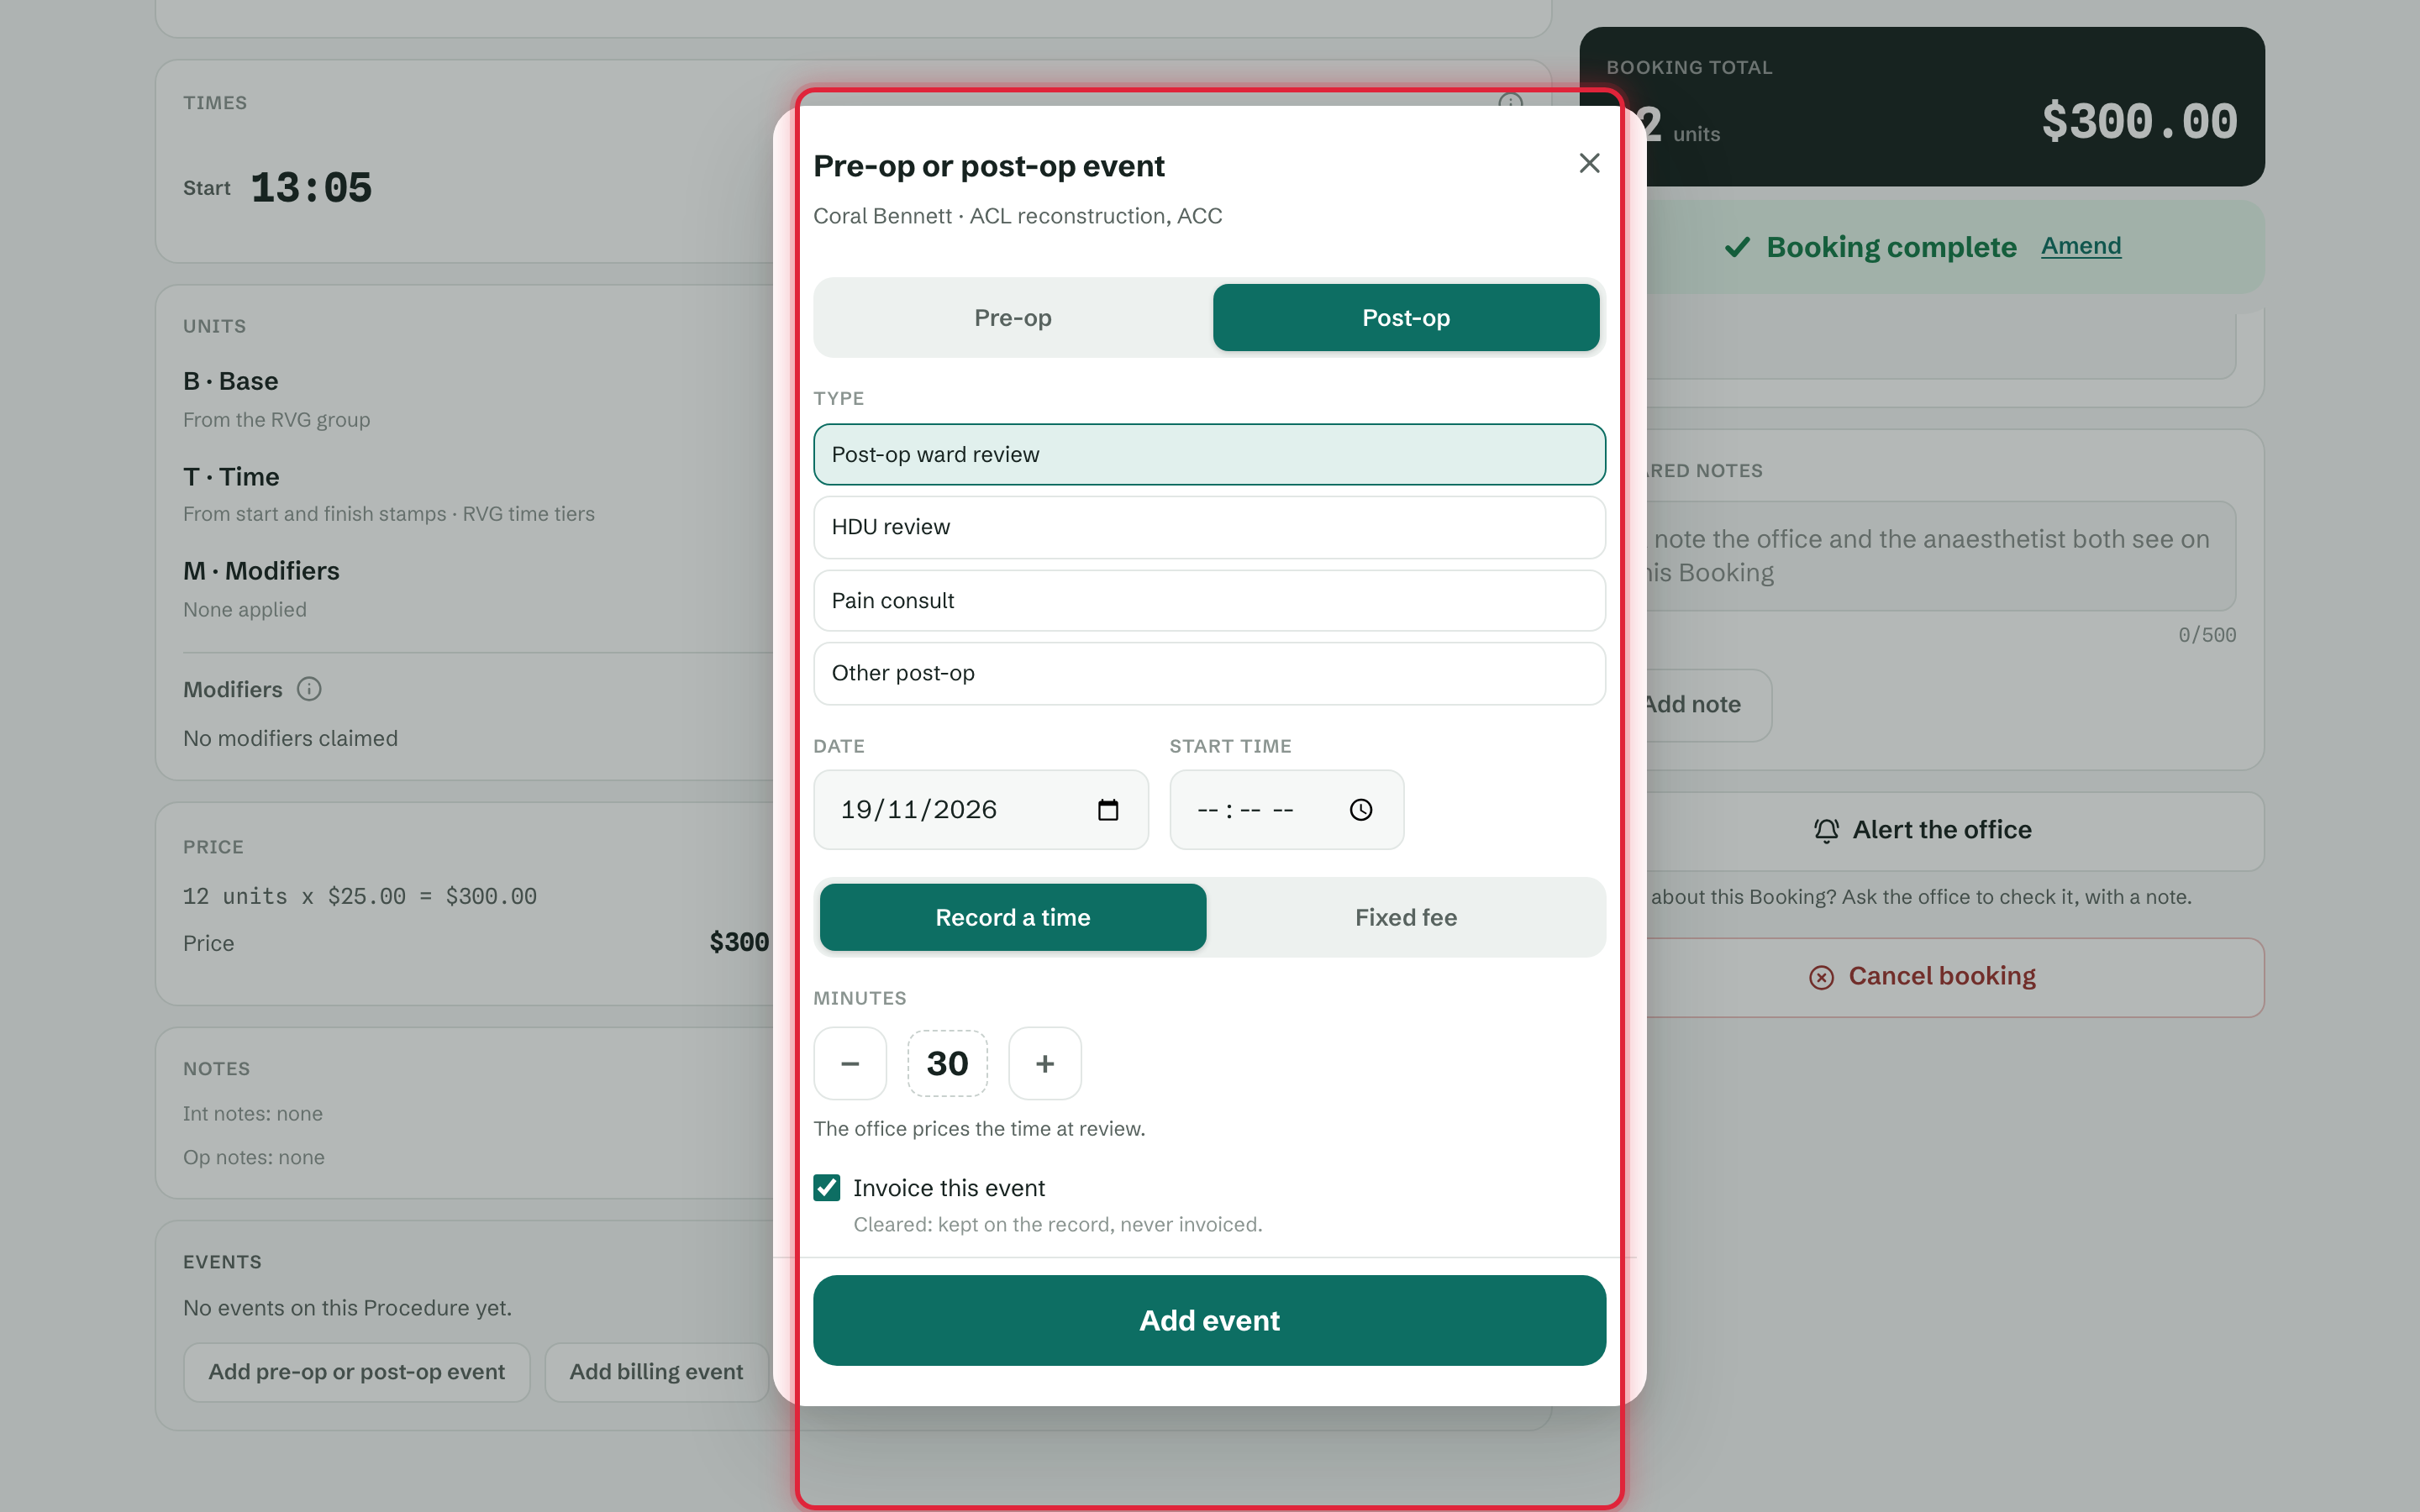 TIMES
Start 13:05
UNITS
B · Base
From the RVG group
T · Time
From start and finish stamps · RVG time tiers
M · Modifiers
None applied
Modifiers
No modifiers claimed
PRICE
12 units x $25.00 = $300.00
Price $300
NOTES
Int notes: none
Op notes: none
EVENTS
No events on this Procedure yet.
Add pre-op or post-op event
Add billing event
Pre-op or post-op event
Coral Bennett · ACL reconstruction, ACC
Pre-op
Post-op
TYPE
Post-op ward review
HDU review
Pain consult
Other post-op
DATE
START TIME
19/11/2026
-- : -- --
Record a time
Fixed fee
MINUTES
− 30 +
The office prices the time at review.
Invoice this event
Cleared: kept on the record, never invoiced.
Add event
BOOKING TOTAL
2 units $300.00
Booking complete Amend
NOTES
note the office and the anaesthetist both see on
Booking
0/500
Add note
Alert the office
about this Booking? Ask the office to check it, with a note.
Cancel booking